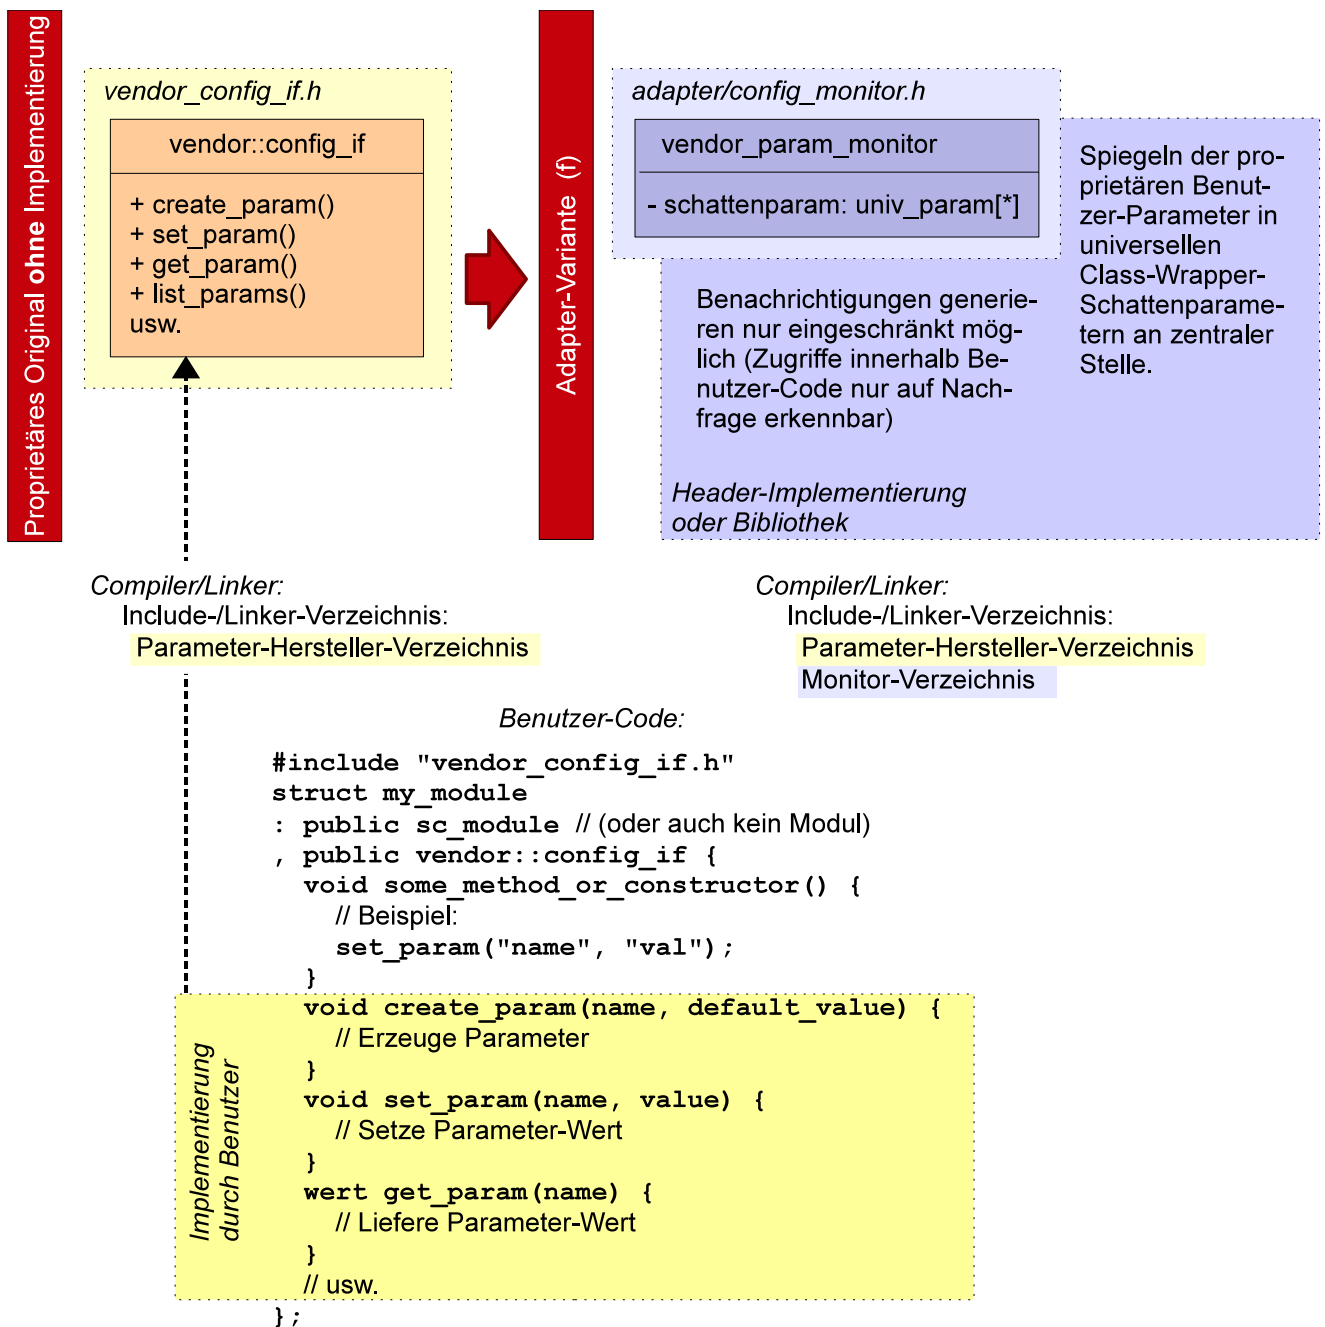 Proprietäres Original ohne Implementierung
vendor_config_if.h
vendor::config_if
+ create_param()
+ set_param()
+ get_param()
+ list_params()
usw.
Adapter-Variante (f)
adapter/config_monitor.h
vendor_param_monitor
- schattenparam: univ_param[*]
Spiegeln der pro-
prietären Benut-
zer-Parameter in
universellen
Class-Wrapper-
Schattenparame-
tern an zentraler
Stelle.
Benachrichtigungen generie-
ren nur eingeschränkt mög-
lich (Zugriffe innerhalb Be-
nutzer-Code nur auf Nach-
frage erkennbar)
Header-Implementierung
oder Bibliothek
Compiler/Linker:
Include-/Linker-Verzeichnis:
Parameter-Hersteller-Verzeichnis
Compiler/Linker:
Include-/Linker-Verzeichnis:
Parameter-Hersteller-Verzeichnis
Monitor-Verzeichnis
Benutzer-Code:
#include "vendor_config_if.h"
struct my_module
: public sc_module // (oder auch kein Modul)
, public vendor::config_if {
void some_method_or_constructor() {
// Beispiel:
set_param("name", "val");
}
void create_param(name, default_value) {
// Erzeuge Parameter
}
void set_param(name, value) {
// Setze Parameter-Wert
}
wert get_param(name) {
// Liefere Parameter-Wert
}
// usw.
};
Implementierung
durch Benutzer